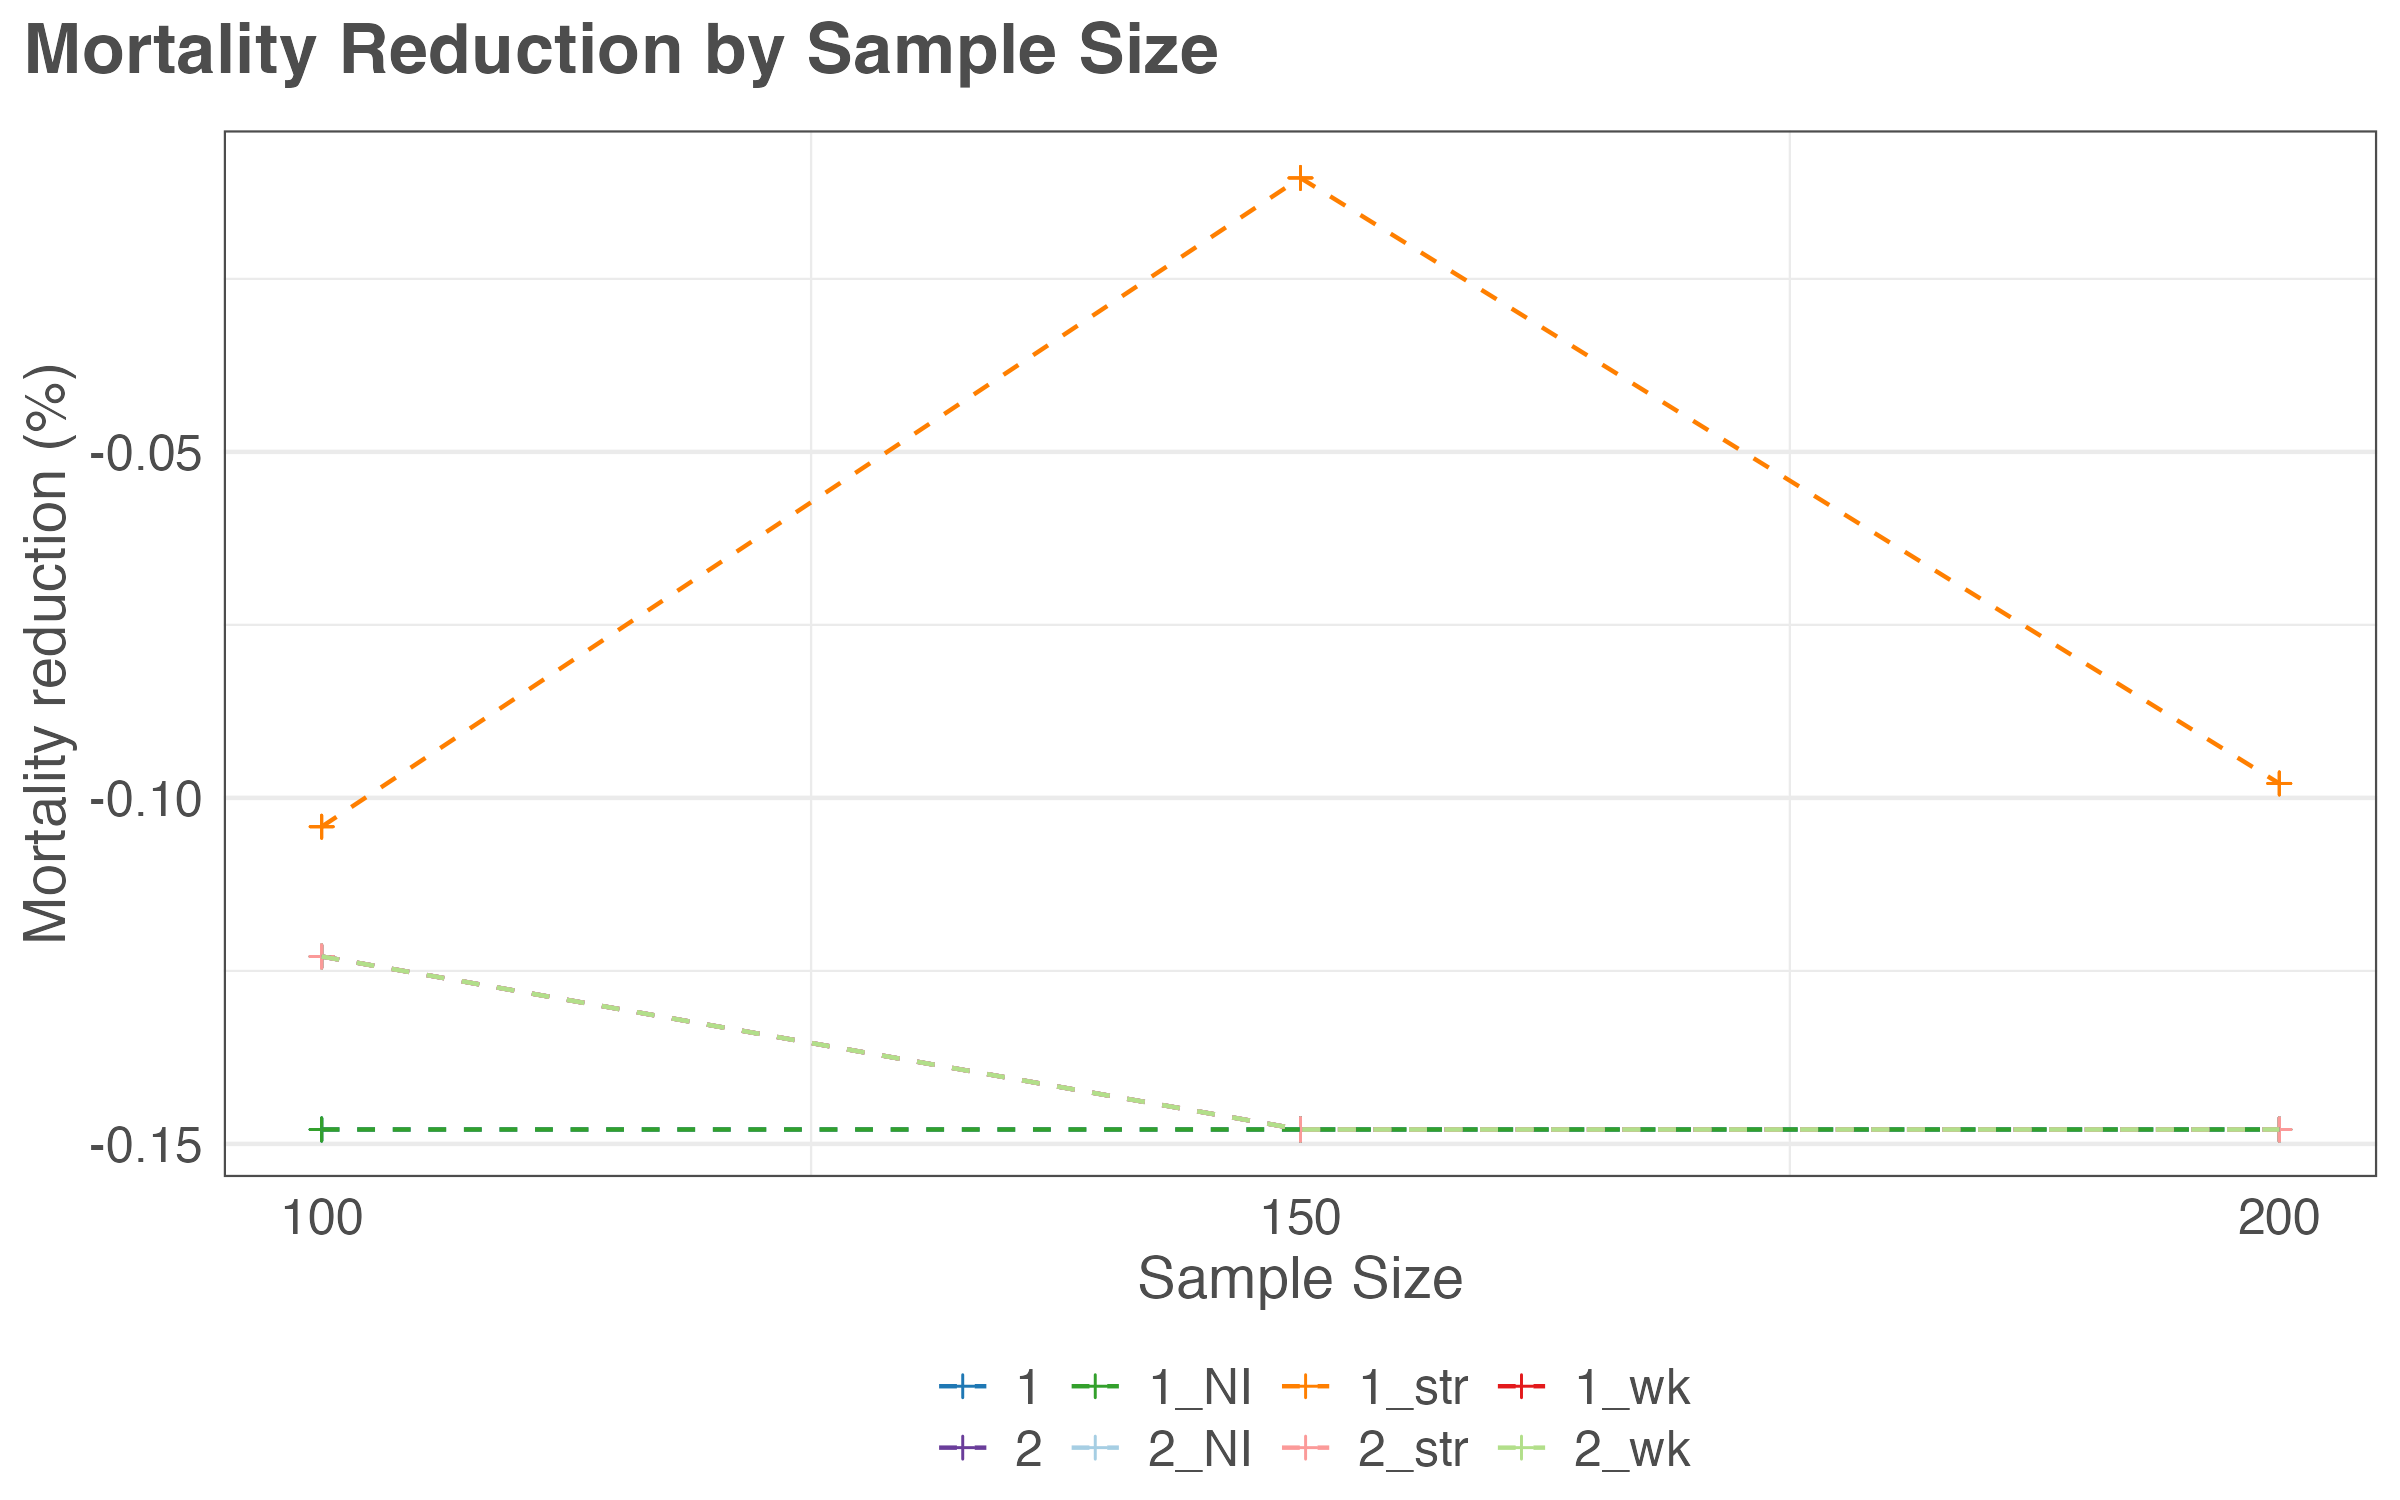 Mortality Reduction by Sample Size
Mortality reduction (%)
-0.05
-0.10
-0.15
100 150 200
Sample Size
1 1_NI 1_str 1_wk
2 2_NI 2_str 2_wk